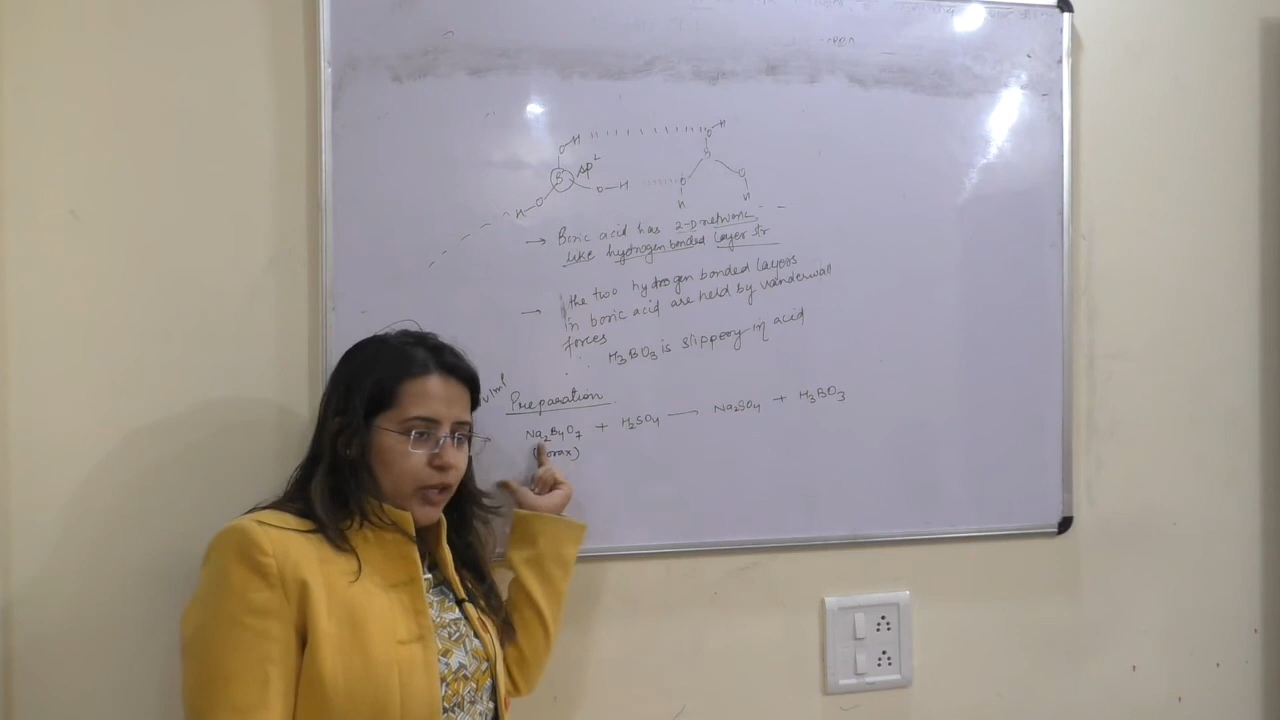 O H O H
B sp²
B
O O
O—H
H—O H H
→ Boric acid has 2-D network
like hydrogen bonded layer str
→ the two hydrogen bonded layers
in boric acid are held by vanderwall
forces
∴ H₃BO₃ is slippery in acid
Preparation
Na₂B₄O₇ + H₂SO₄ → Na₂SO₄ + H₃BO₃
(Borax)